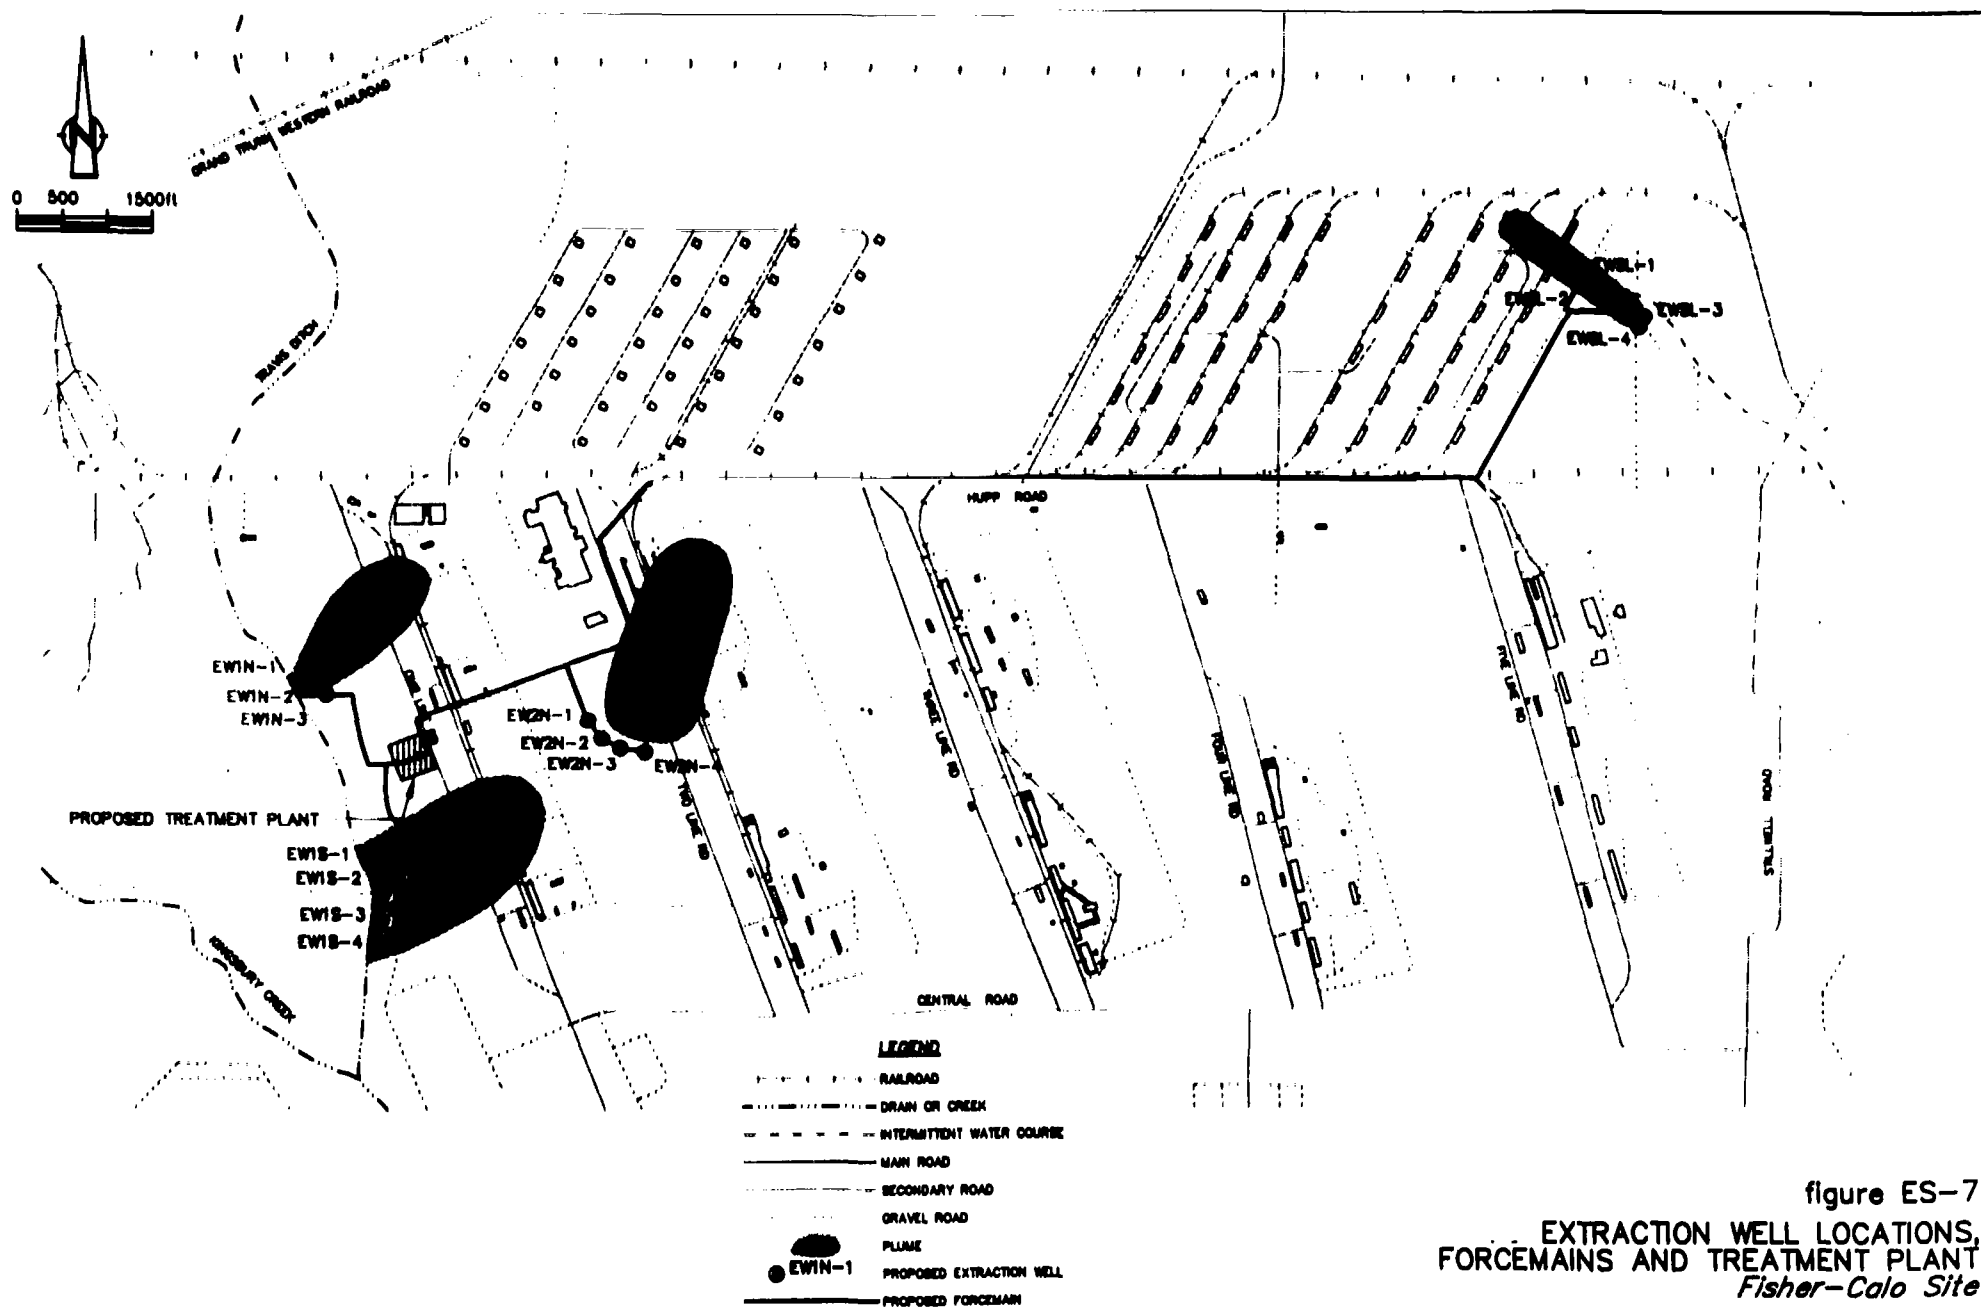 GRAND TRUNK WESTERN RAILROAD
N
0 500 1500ft
TRAVIS DITCH
EWBL-1
EWBL-2
EWBL-3
EWBL-4
HUPP ROAD
EW1N-1
EW1N-2
EW1N-3
EW2N-1
EW2N-2
EW2N-3
EW2N-4
PROPOSED TREATMENT PLANT
EW1S-1
EW1S-2
EW1S-3
EW1S-4
KINGSBURY CREEK
ONE LINE
TWO LINE RD
THREE LINE RD
FOUR LINE RD
FIVE LINE RD
STILLWELL ROAD
CENTRAL ROAD
LEGEND
RAILROAD
DRAIN OR CREEK
INTERMITTENT WATER COURSE
MAIN ROAD
SECONDARY ROAD
GRAVEL ROAD
PLUME
EW1N-1 PROPOSED EXTRACTION WELL
PROPOSED FORCEMAIN
figure ES-7
EXTRACTION WELL LOCATIONS,
FORCEMAINS AND TREATMENT PLANT
Fisher-Calo Site